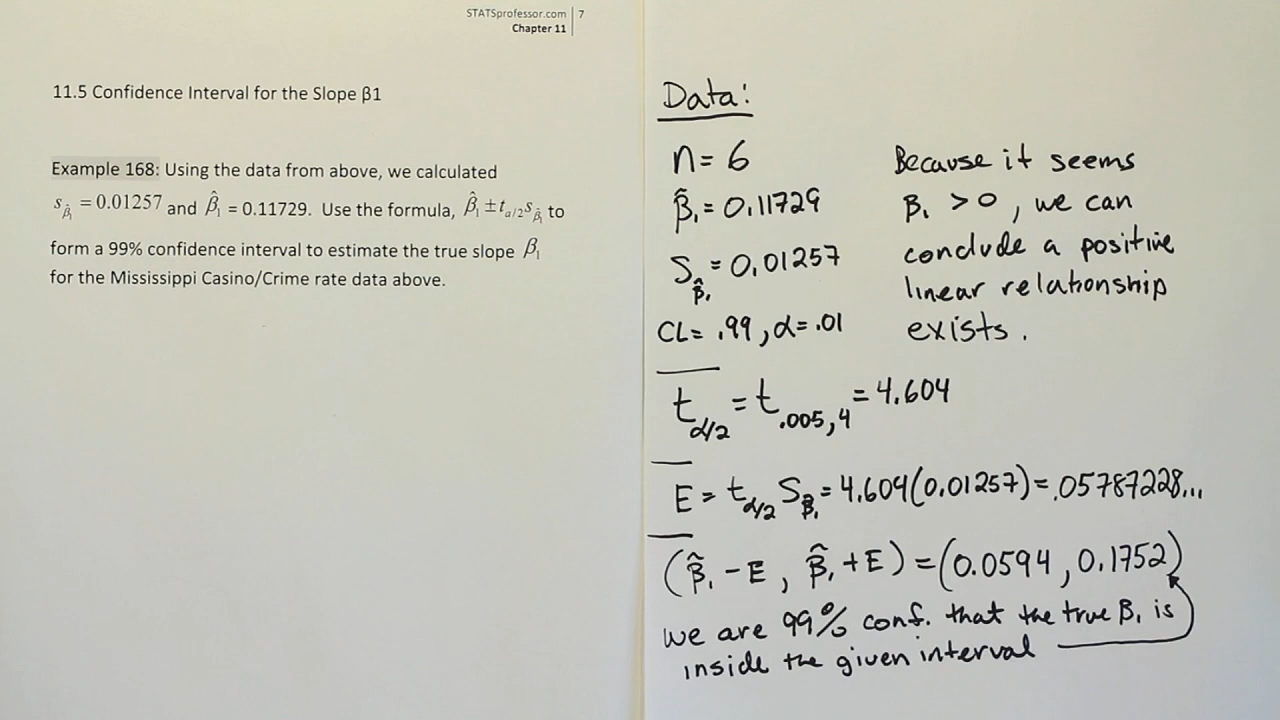 STATSprofessor.com | 7
Chapter 11
11.5 Confidence Interval for the Slope β1
Example 168: Using the data from above, we calculated
s_β̂₁ = 0.01257 and β̂₁ = 0.11729. Use the formula, β̂₁ ± t_α/2 s_β̂₁ to
form a 99% confidence interval to estimate the true slope β₁
for the Mississippi Casino/Crime rate data above.
Data:
n = 6
β̂₁ = 0.11729
S_β̂₁ = 0.01257
CL = .99, α = .01
Because it seems
β₁ > 0, we can
conclude a positive
linear relationship
exists.
t_α/2 = t_.005,4 = 4.604
E = t_α/2 S_β̂₁ = 4.604(0.01257) = .05787228...
(β̂₁ - E, β̂₁ + E) = (0.0594, 0.1752)
we are 99% conf. that the true β₁ is
inside the given interval